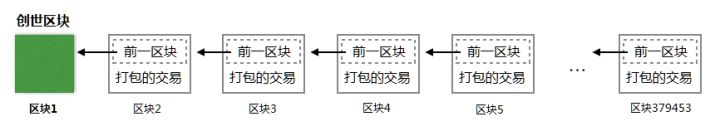 创世区块
前一区块 前一区块 前一区块 前一区块 前一区块
打包的交易 打包的交易 打包的交易 打包的交易 … 打包的交易
区块1 区块2 区块3 区块4 区块5 区块379453